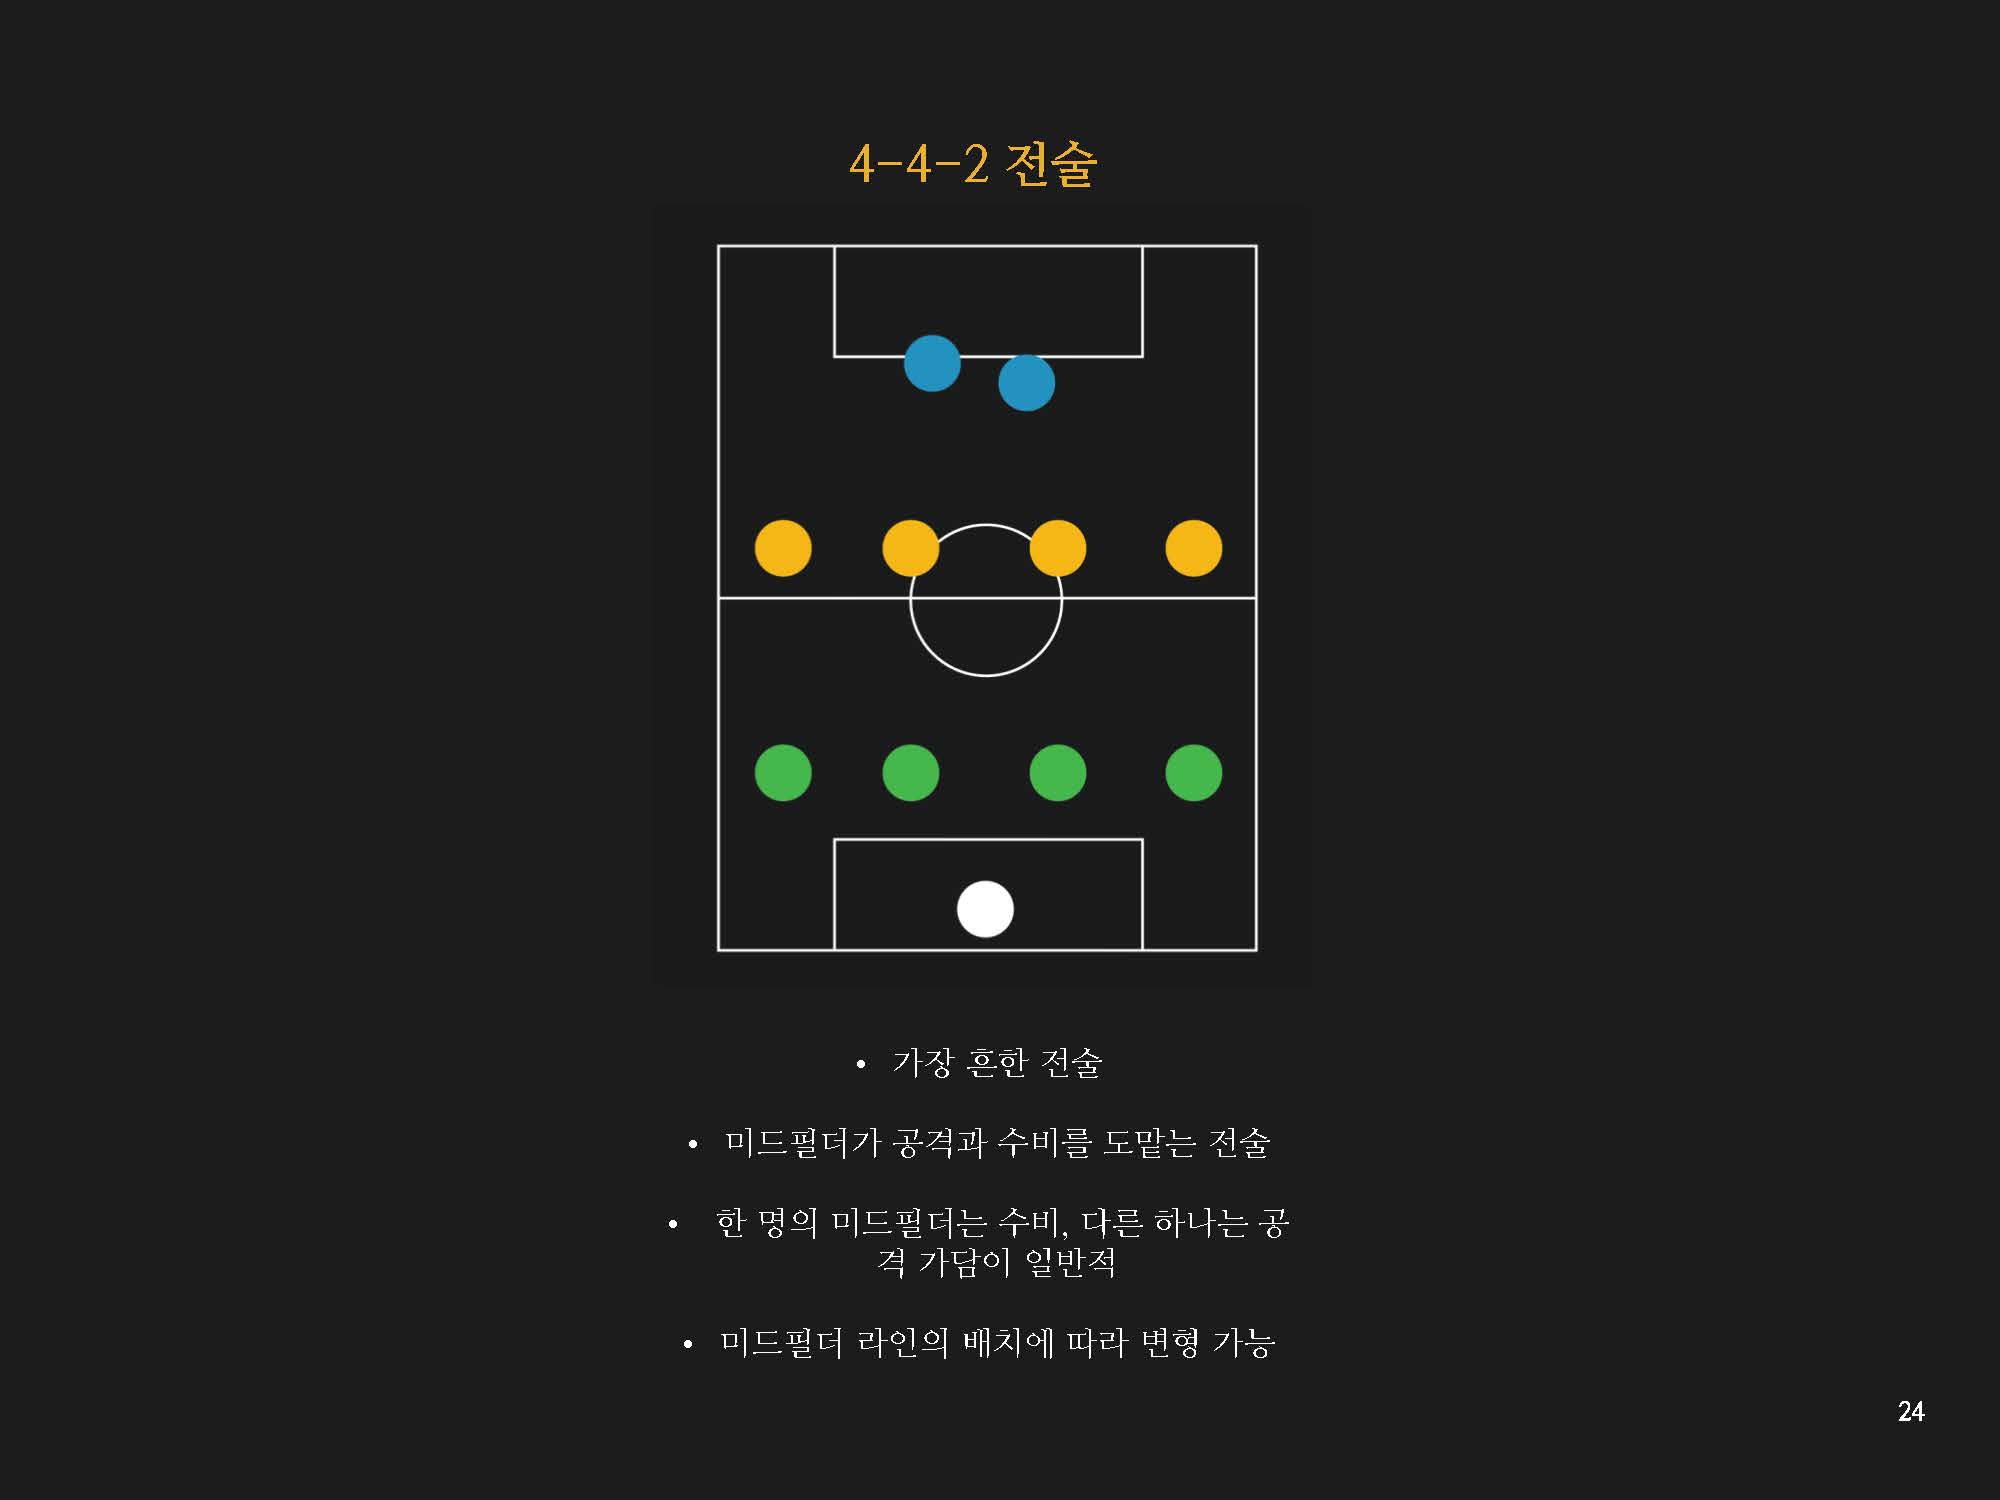 4-4-2 전술
• 가장 흔한 전술
• 미드필더가 공격과 수비를 도맡는 전술
• 한 명의 미드필더는 수비, 다른 하나는 공
격 가담이 일반적
• 미드필더 라인의 배치에 따라 변형 가능
24